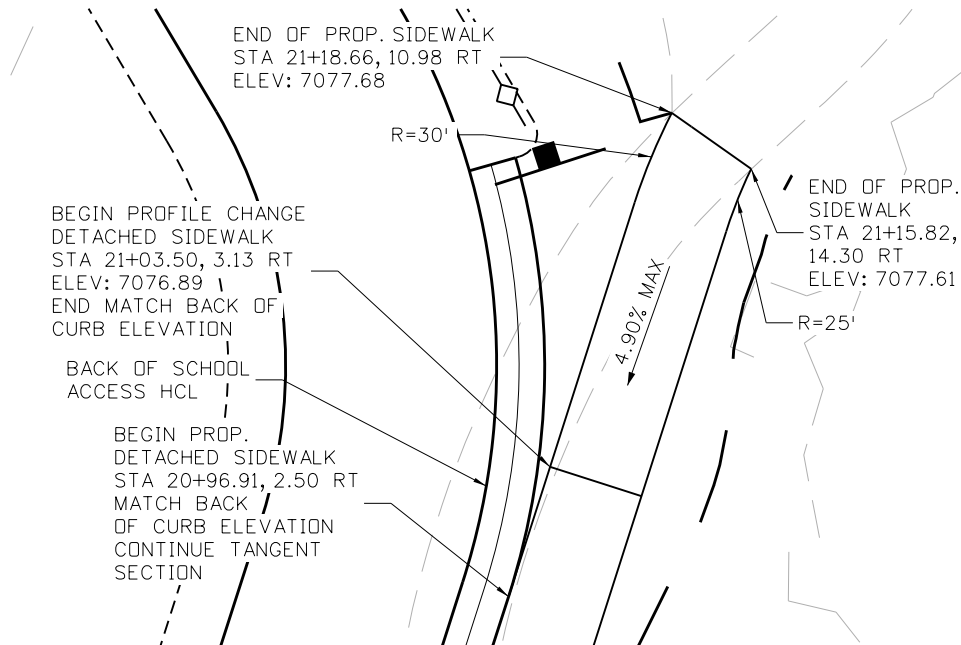 END OF PROP. SIDEWALK
STA 21+18.66, 10.98 RT
ELEV: 7077.68
R=30'
END OF PROP.
SIDEWALK
STA 21+15.82,
14.30 RT
ELEV: 7077.61
R=25'
BEGIN PROFILE CHANGE
DETACHED SIDEWALK
STA 21+03.50, 3.13 RT
ELEV: 7076.89
END MATCH BACK OF
CURB ELEVATION
4.90% MAX
BACK OF SCHOOL
ACCESS HCL
BEGIN PROP.
DETACHED SIDEWALK
STA 20+96.91, 2.50 RT
MATCH BACK
OF CURB ELEVATION
CONTINUE TANGENT
SECTION